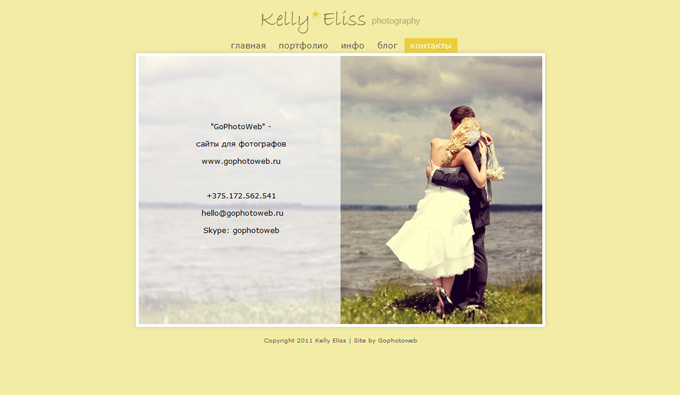 Kelly*Eliss photography
главная портфолио инфо блог контакты
"GoPhotoWeb" -
сайты для фотографов
www.gophotoweb.ru
+375.172.562.541
hello@gophotoweb.ru
Skype: gophotoweb
Copyright 2011 Kelly Eliss | Site by Gophotoweb